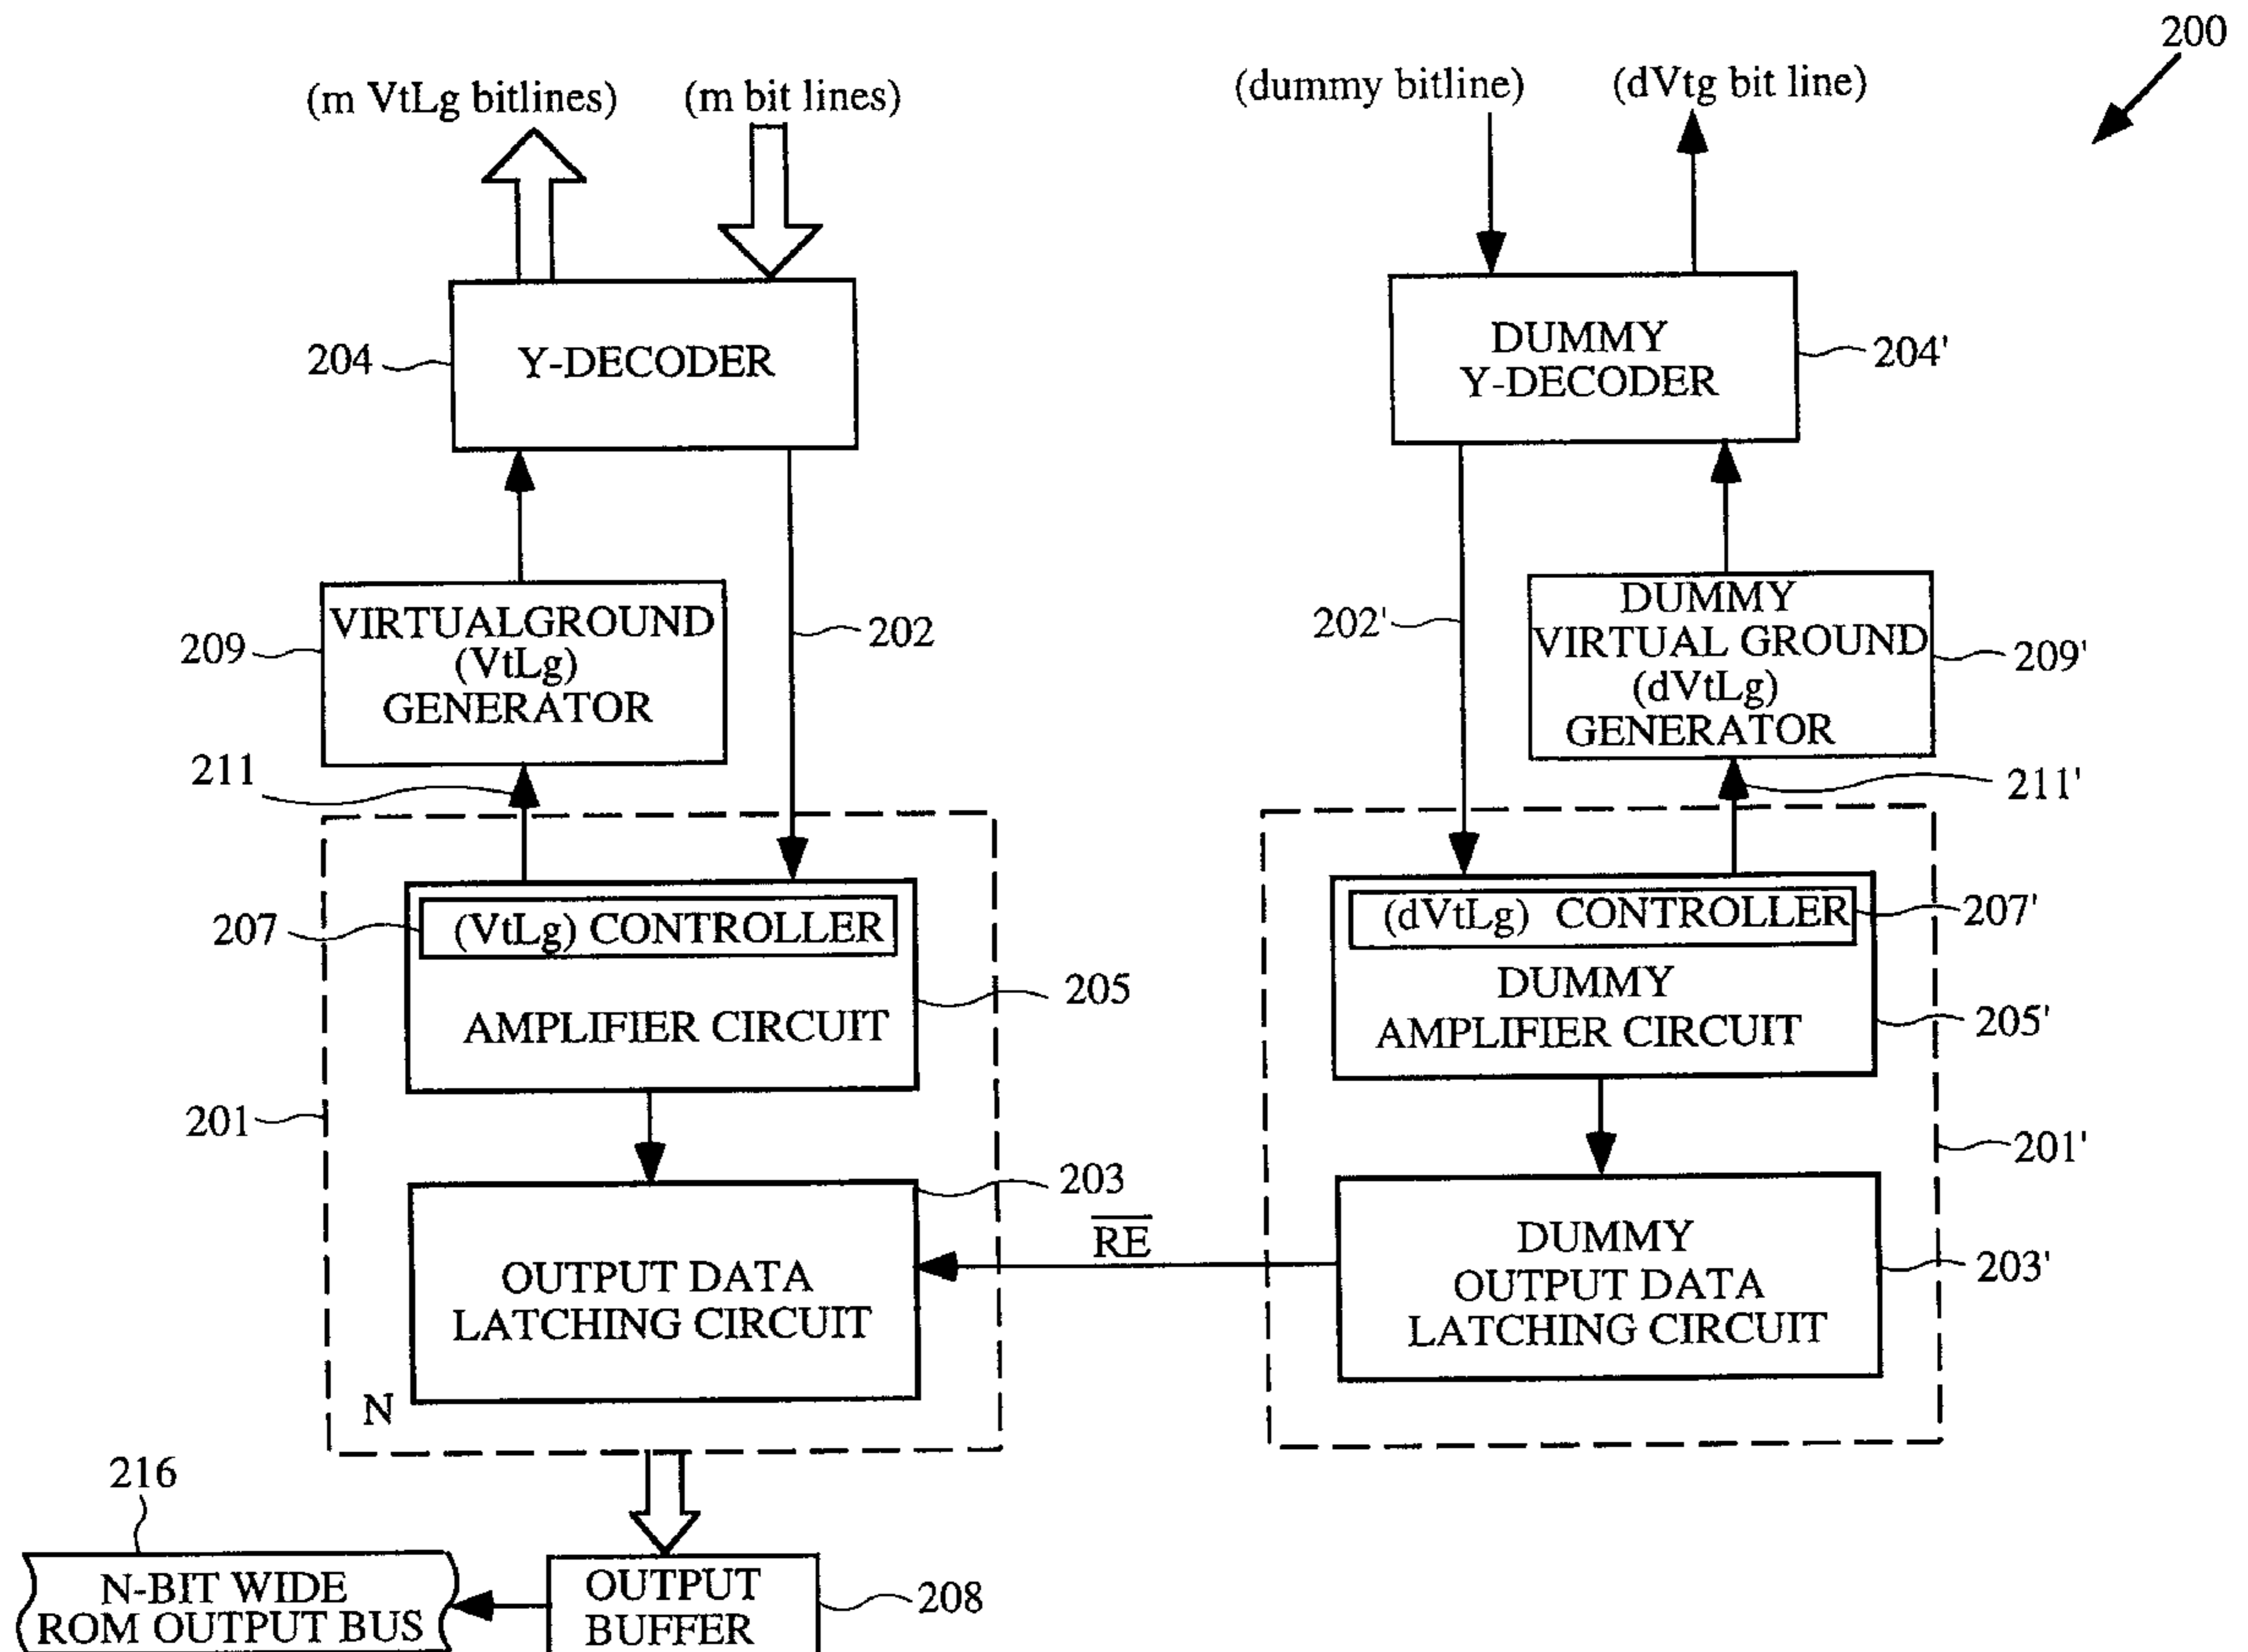 200
(m VtLg bitlines)
(m bit lines)
(dummy bitline)
(dVtg bit line)
204
Y-DECODER
DUMMY
Y-DECODER
204'
209
VIRTUALGROUND
(VtLg)
GENERATOR
202
202'
DUMMY
VIRTUAL GROUND
(dVtLg)
GENERATOR
209'
211
211'
207
(VtLg) CONTROLLER
AMPLIFIER CIRCUIT
205
(dVtLg) CONTROLLER
207'
DUMMY
AMPLIFIER CIRCUIT
205'
201
201'
203
OUTPUT DATA
LATCHING CIRCUIT
N
RE
DUMMY
OUTPUT DATA
LATCHING CIRCUIT
203'
216
N-BIT WIDE
ROM OUTPUT BUS
OUTPUT
BUFFER
208